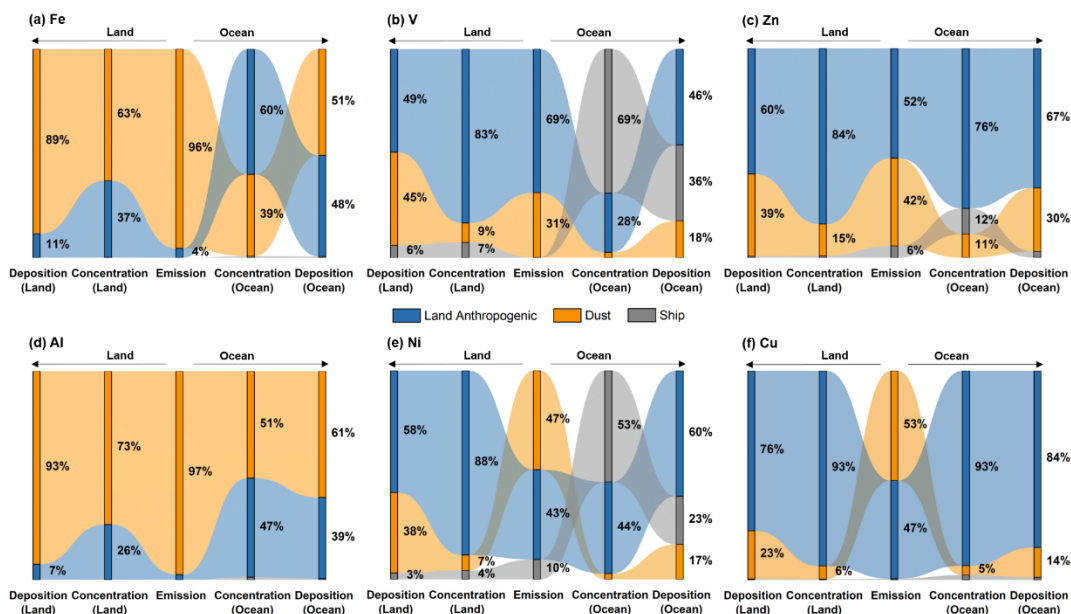 (a) Fe
Land Ocean
89% 63% 96% 60% 51%
11% 37% 4% 39% 48%
Deposition (Land) Concentration (Land) Emission Concentration (Ocean) Deposition (Ocean)
(b) V
Land Ocean
49% 83% 69% 69% 46%
45% 9% 31% 28% 36%
6% 7% 18%
Deposition (Land) Concentration (Land) Emission Concentration (Ocean) Deposition (Ocean)
(c) Zn
Land Ocean
60% 84% 52% 76% 67%
39% 15% 42% 12% 30%
6% 11%
Deposition (Land) Concentration (Land) Emission Concentration (Ocean) Deposition (Ocean)
Land Anthropogenic Dust Ship
(d) Al
Land Ocean
93% 73% 97% 51% 61%
7% 26% 47% 39%
Deposition (Land) Concentration (Land) Emission Concentration (Ocean) Deposition (Ocean)
(e) Ni
Land Ocean
58% 88% 47% 53% 60%
38% 7% 43% 44% 23%
3% 4% 10% 17%
Deposition (Land) Concentration (Land) Emission Concentration (Ocean) Deposition (Ocean)
(f) Cu
Land Ocean
76% 93% 53% 93% 84%
23% 6% 47% 5% 14%
Deposition (Land) Concentration (Land) Emission Concentration (Ocean) Deposition (Ocean)